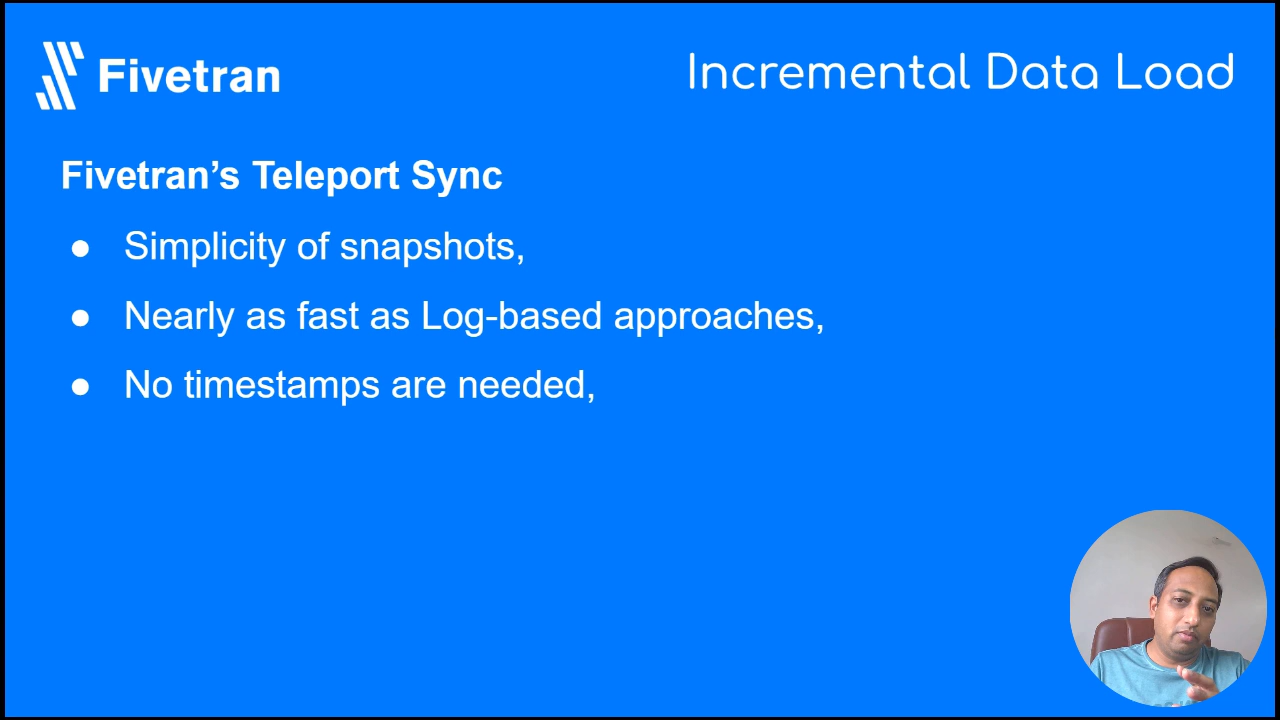 Fivetran
Incremental Data Load
Fivetran’s Teleport Sync
● Simplicity of snapshots,
● Nearly as fast as Log-based approaches,
● No timestamps are needed,